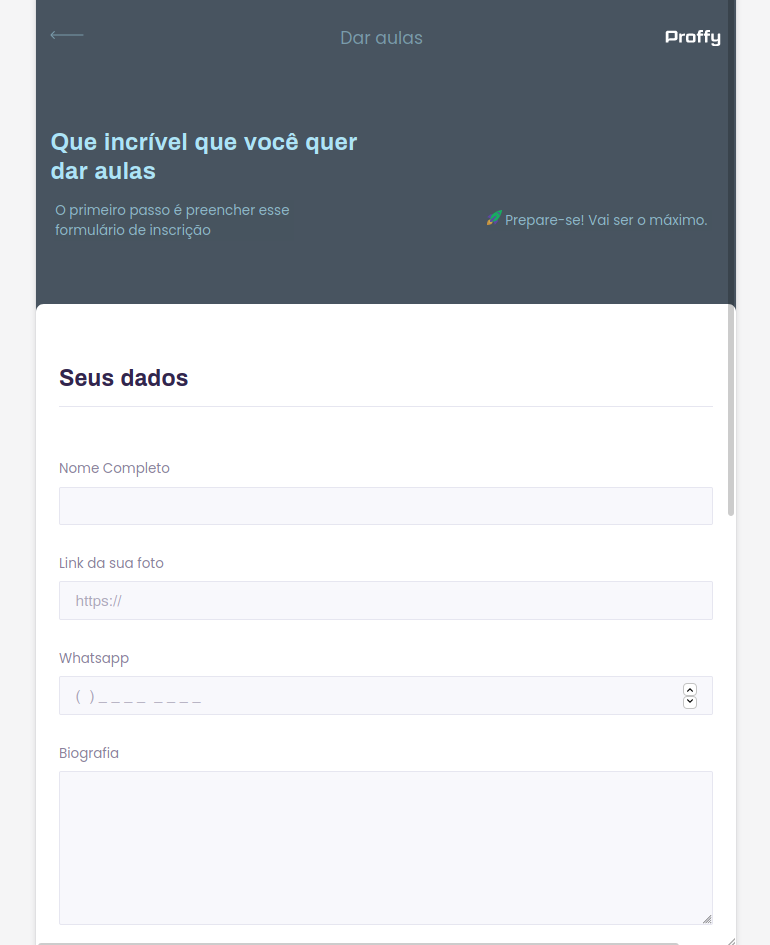 Dar aulas
Proffy
Que incrível que você quer
dar aulas
O primeiro passo é preencher esse
formulário de inscrição
Prepare-se! Vai ser o máximo.
Seus dados
Nome Completo
Link da sua foto
https://
Whatsapp
( ) _ _ _ _ _ _ _ _
Biografia